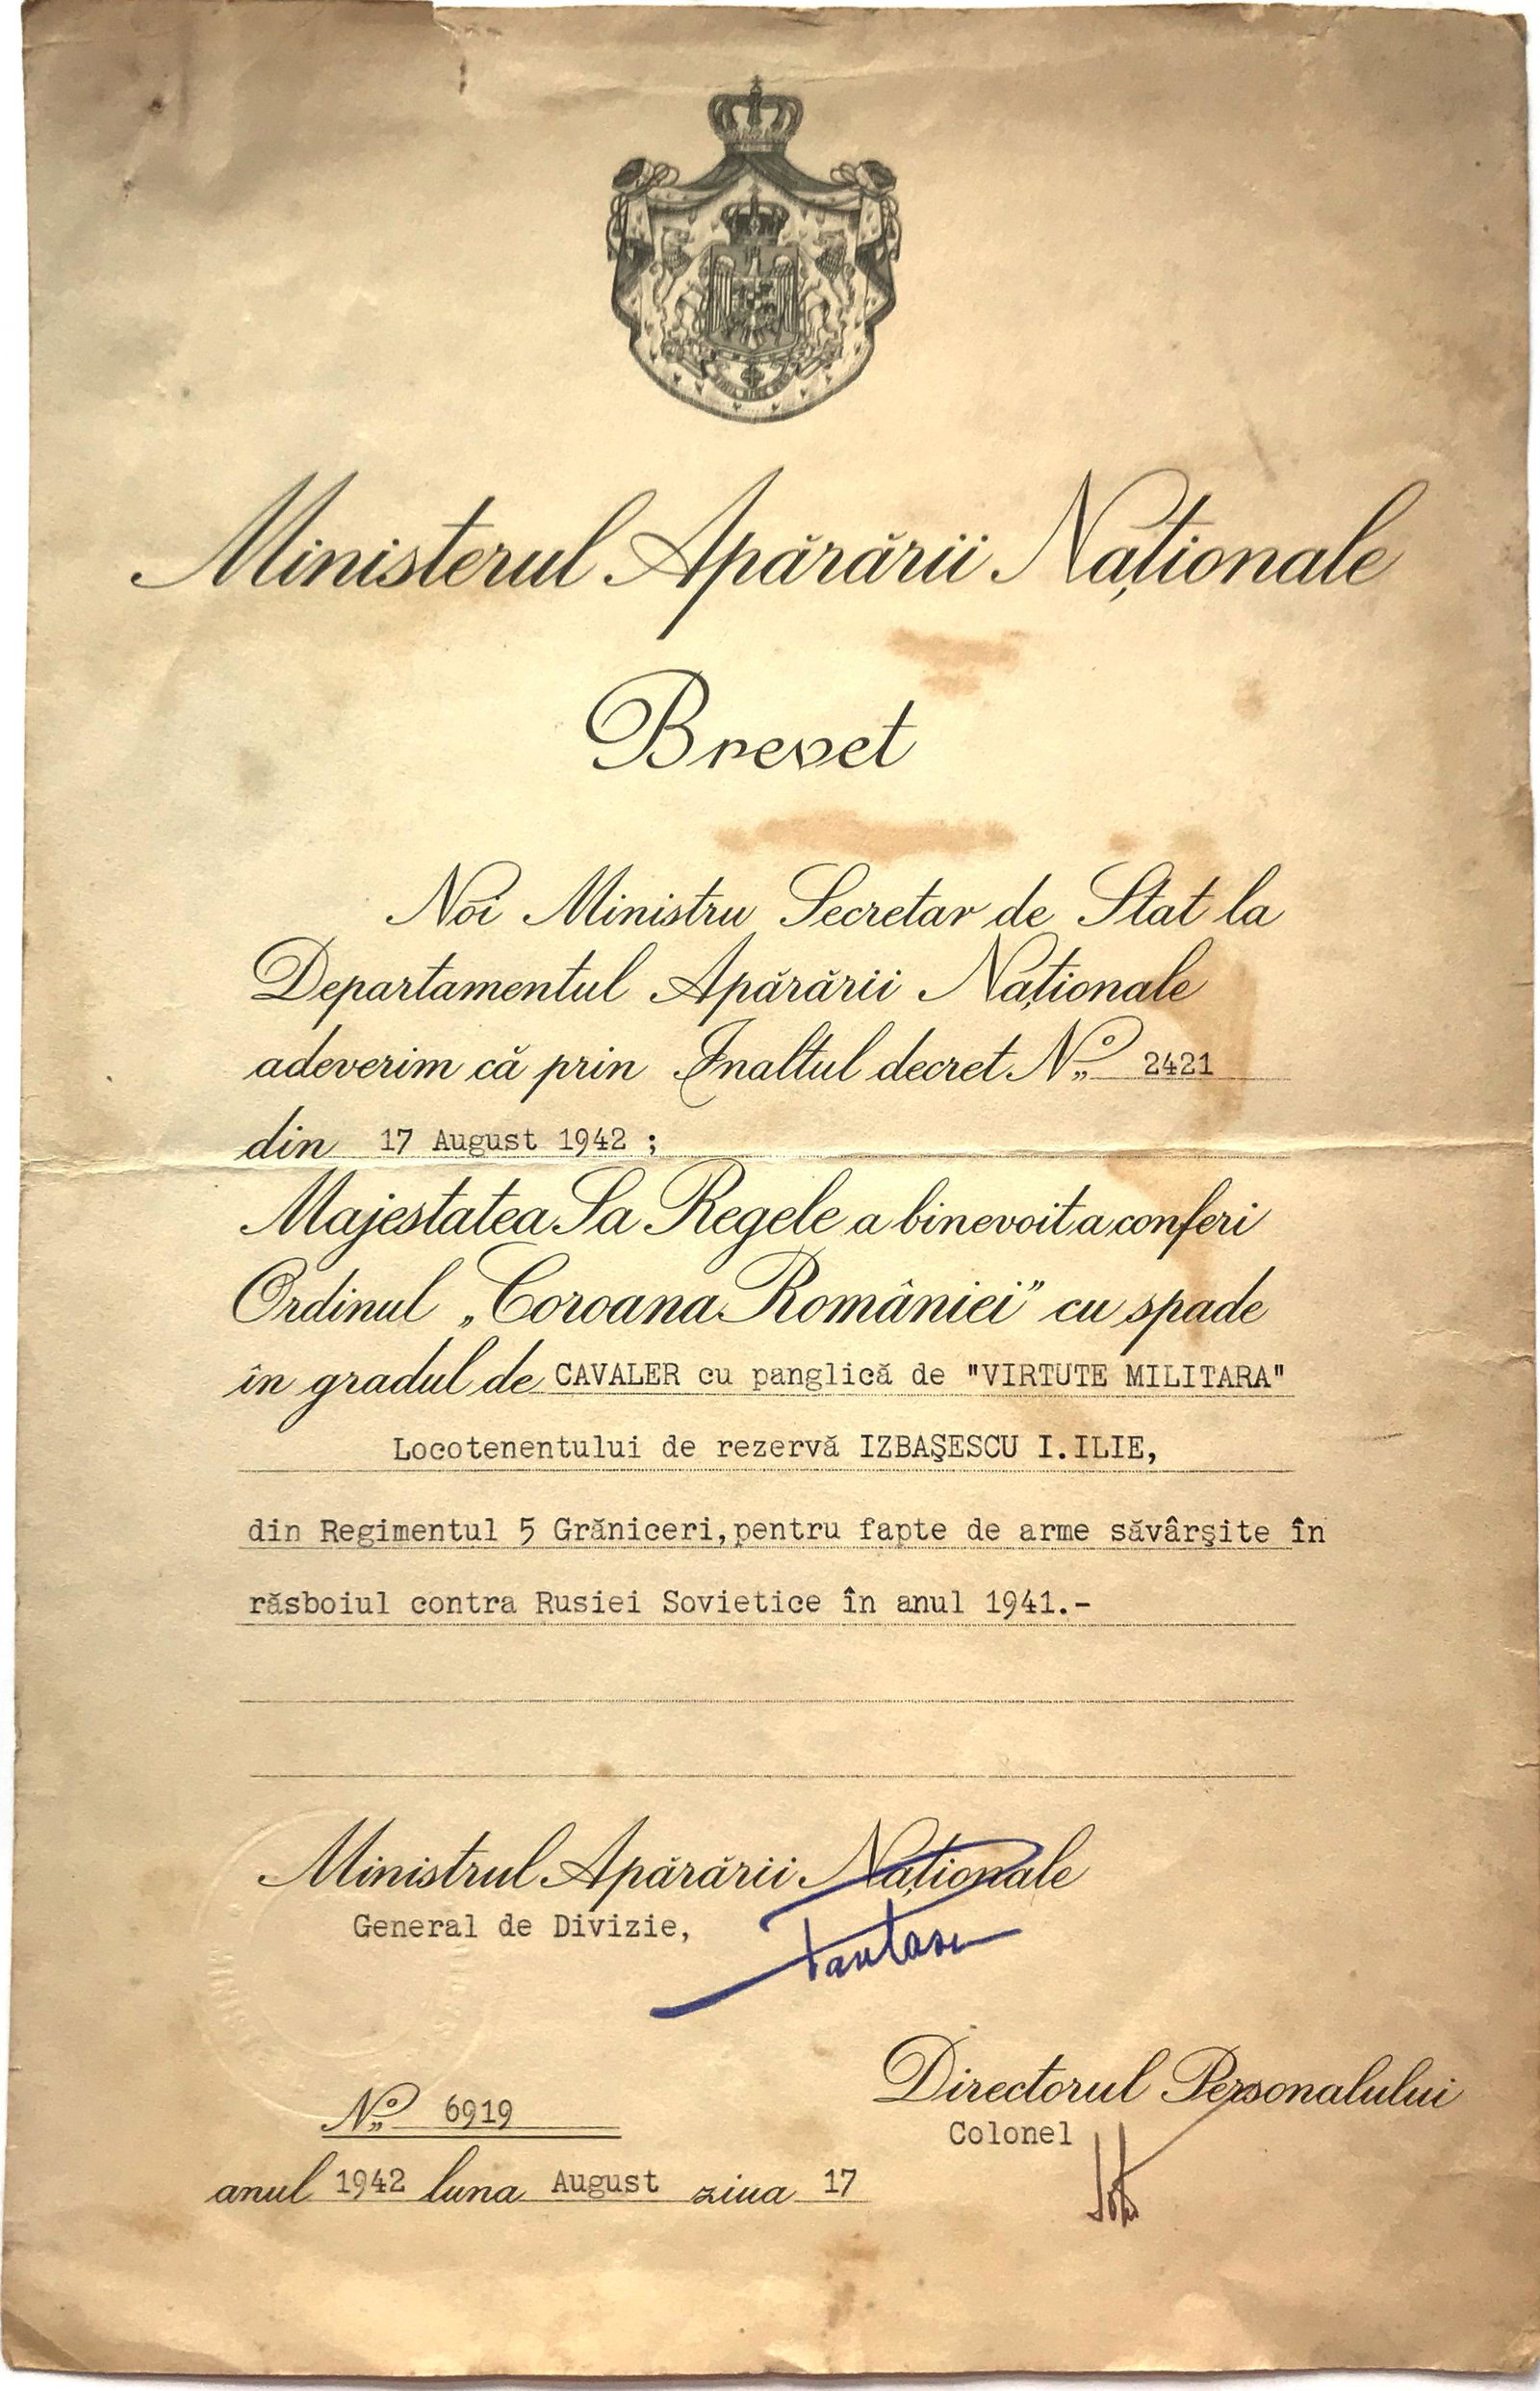 Ministerul Apărării Naționale
Brevet
Noi Ministru Secretar de Stat la
Departamentul Apărării Naționale
adeverim că prin Inaltul decret No 2421
din 17 August 1942 ;
Majestatea Sa Regele a binevoit a conferi
Ordinul „Coroana României” cu spade
în gradul de CAVALER cu panglică de "VIRTUTE MILITARA"
Locotenentului de rezervă IZBAŞESCU I.ILIE,
din Regimentul 5 Grăniceri,pentru fapte de arme săvârşite în
răsboiul contra Rusiei Sovietice în anul 1941.-
Ministrul Apărării Naționale
General de Divizie,
No 6919
Directorul Personalului
Colonel
anul 1942 luna August ziua 17